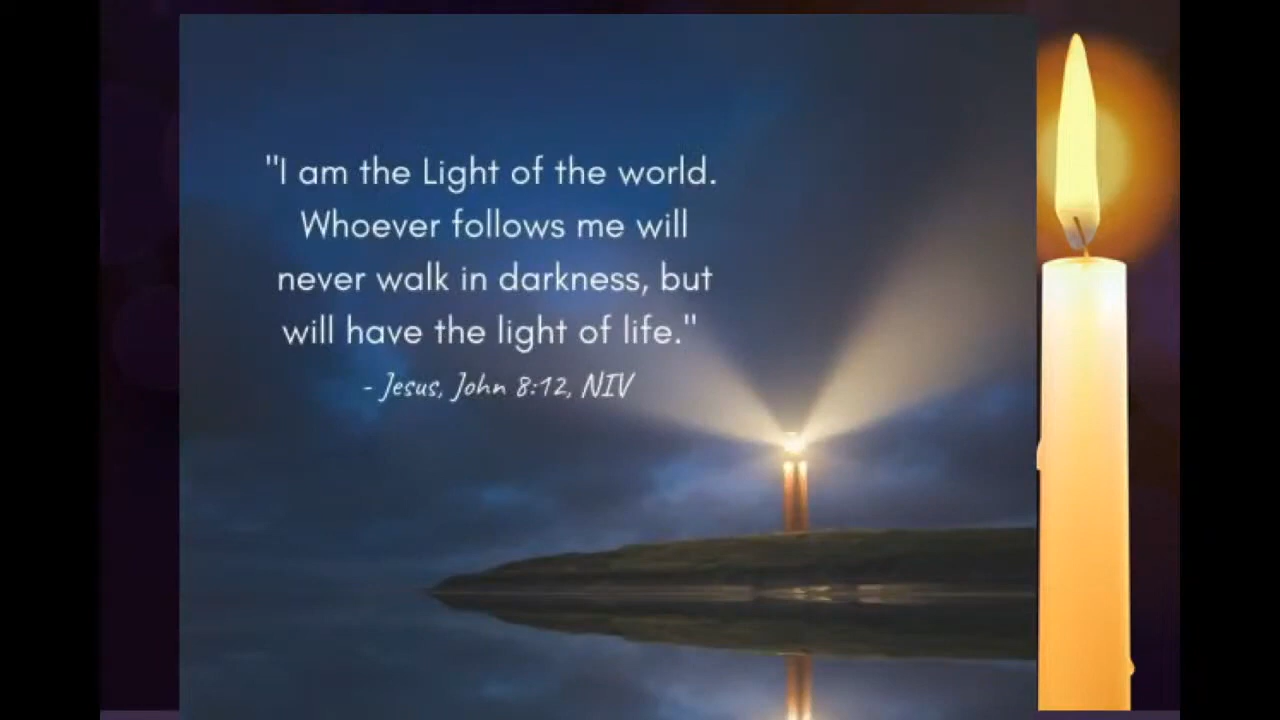 "I am the Light of the world.
Whoever follows me will
never walk in darkness, but
will have the light of life."
- Jesus, John 8:12, NIV